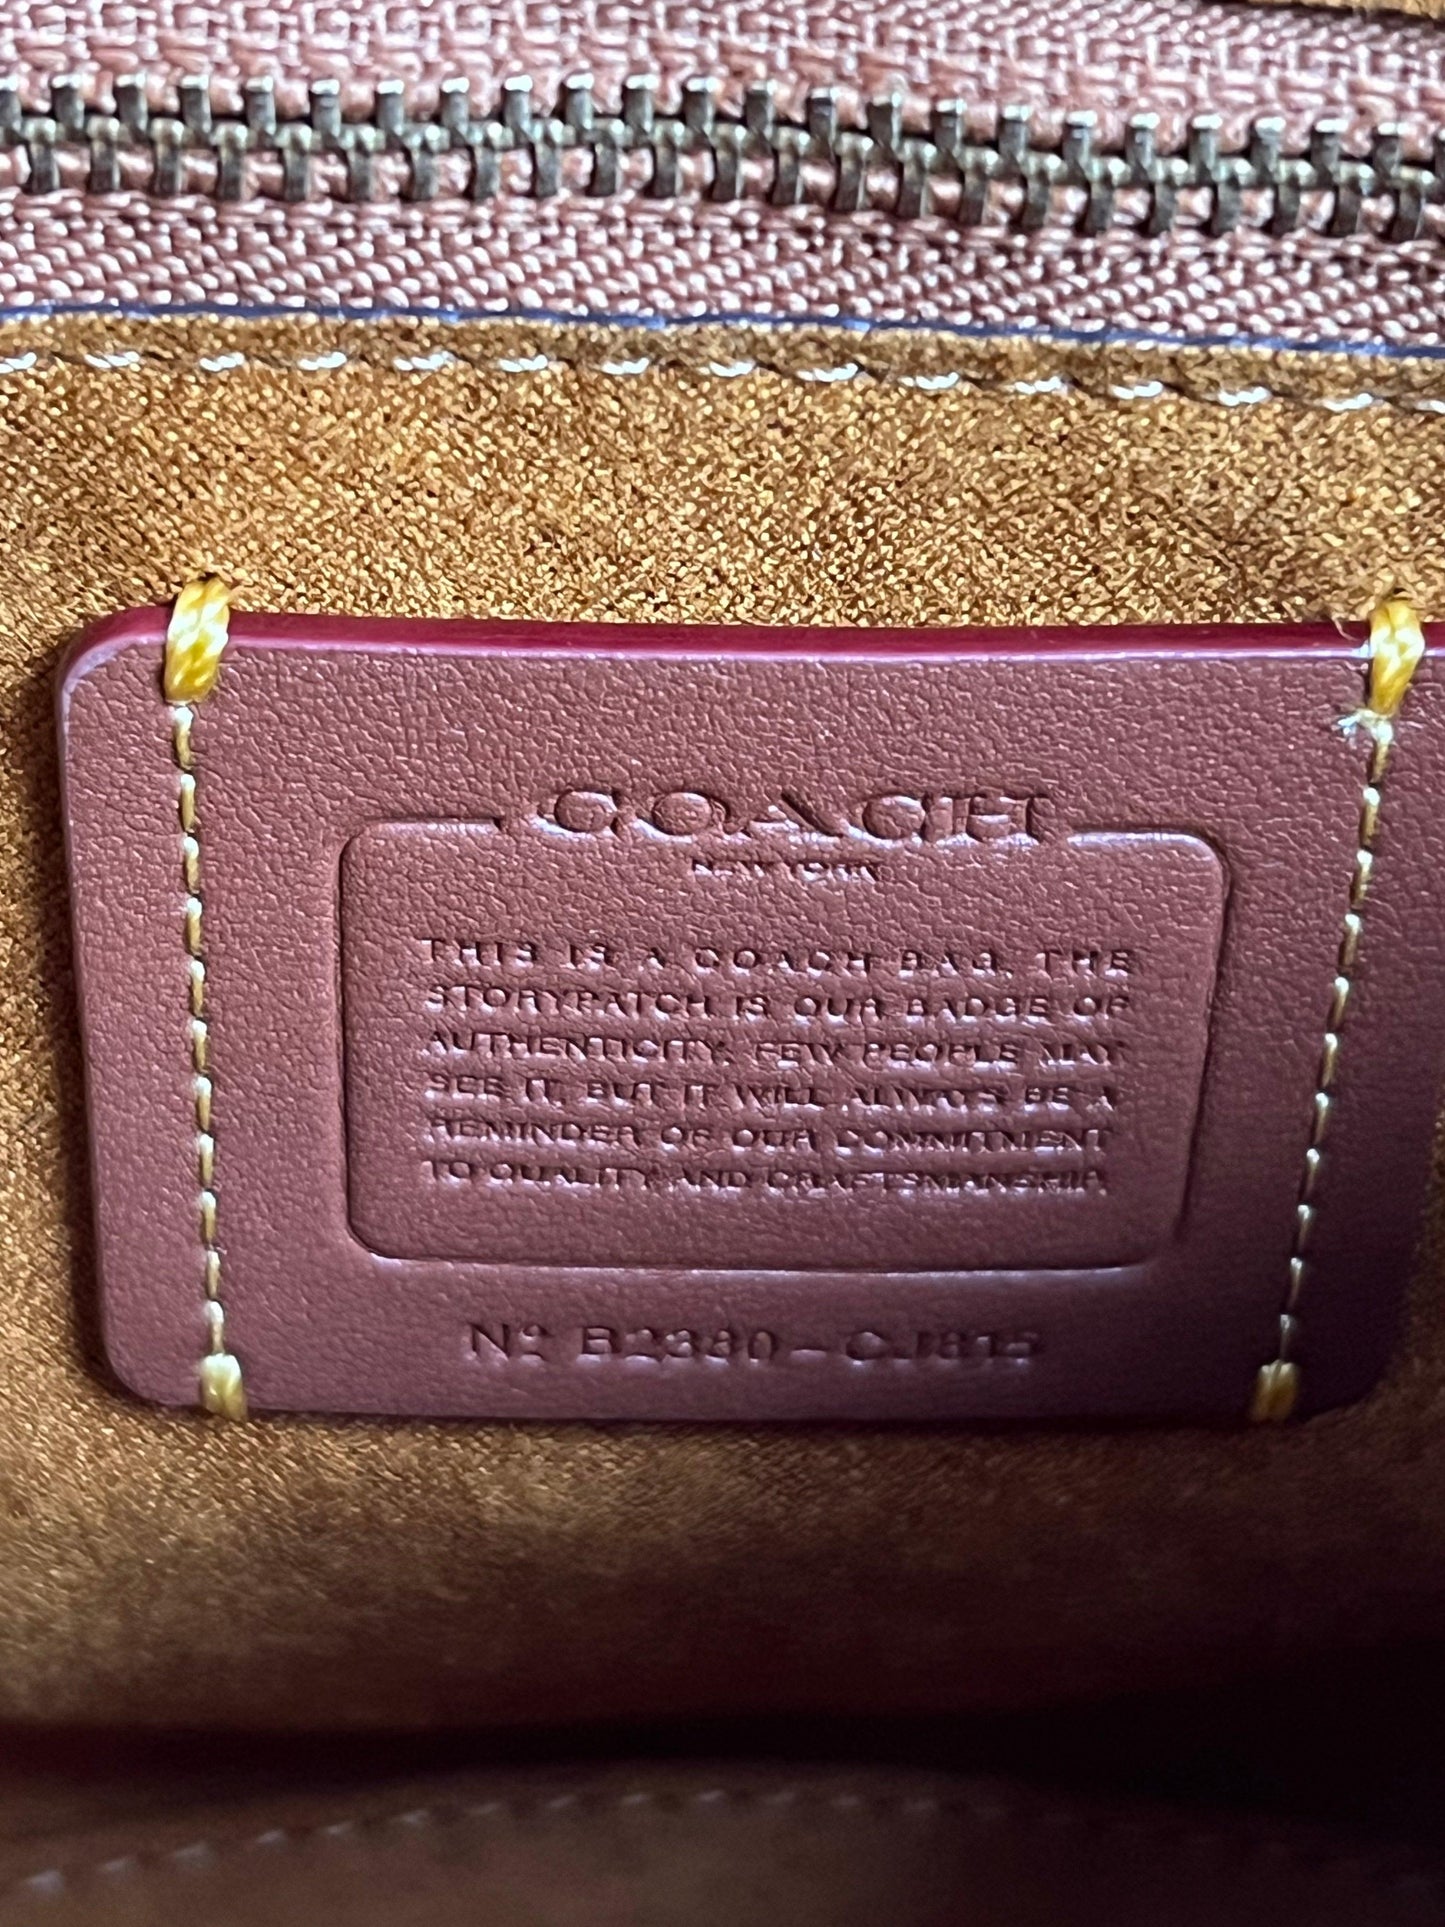 COACH
NEW YORK
THIS IS A COACH BAG. THE
STORYPATCH IS OUR BADGE OF
AUTHENTICITY. FEW PEOPLE MAY
SEE IT, BUT IT WILL ALWAYS BE A
REMINDER OF OUR COMMITMENT
TO QUALITY AND CRAFTSMANSHIP.
Nº B2380-CJ815